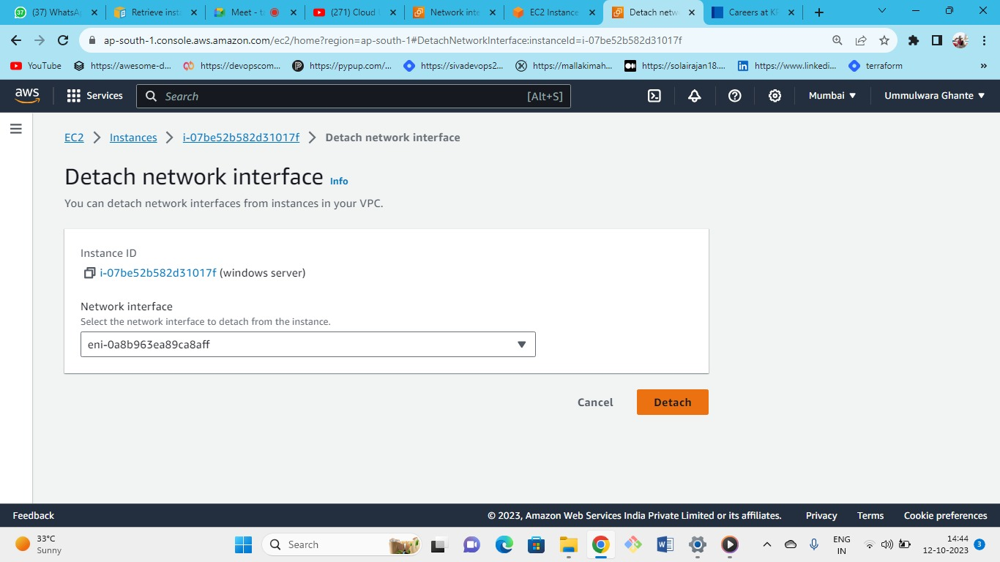 (37) WhatsA
Retrieve inst
Meet - ta
(271) Cloud
Network inte
EC2 Instance
Detach netw
Careers at KP
ap-south-1.console.aws.amazon.com/ec2/home?region=ap-south-1#DetachNetworkInterface:instanceId=i-07be52b582d31017f
YouTube
https://awesome-d...
https://devopscom...
https://pypup.com/...
https://sivadevops2...
https://mallakimah...
https://solairajan18....
https://www.linkedi...
terraform
aws
Services
Search
[Alt+S]
Mumbai
Ummulwara Ghante
EC2 > Instances > i-07be52b582d31017f > Detach network interface
Detach network interface Info
You can detach network interfaces from instances in your VPC.
Instance ID
i-07be52b582d31017f (windows server)
Network interface
Select the network interface to detach from the instance.
eni-0a8b963ea89ca8aff
Cancel
Detach
Feedback
© 2023, Amazon Web Services India Private Limited or its affiliates.
Privacy
Terms
Cookie preferences
33°C
Sunny
Search
ENG
IN
14:44
12-10-2023
3